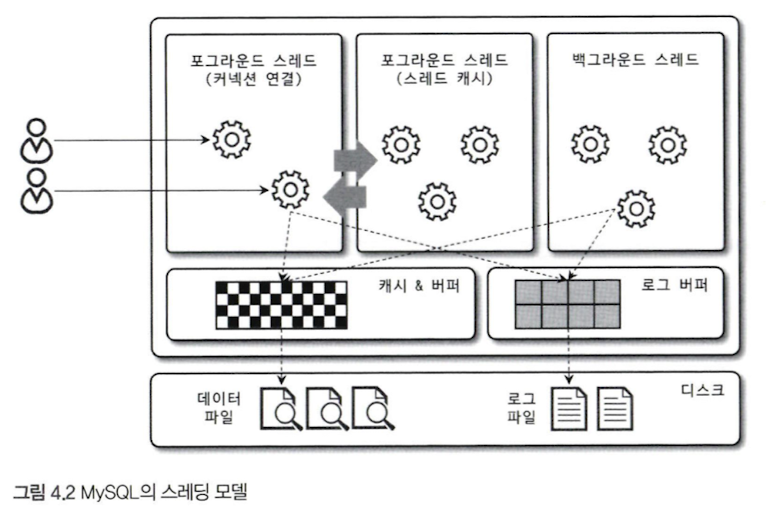 포그라운드 스레드
(커넥션 연결)
포그라운드 스레드
(스레드 캐시)
백그라운드 스레드
캐시 & 버퍼
로그 버퍼
데이터
파일
로그
파일
디스크
그림 4.2 MySQL의 스레딩 모델